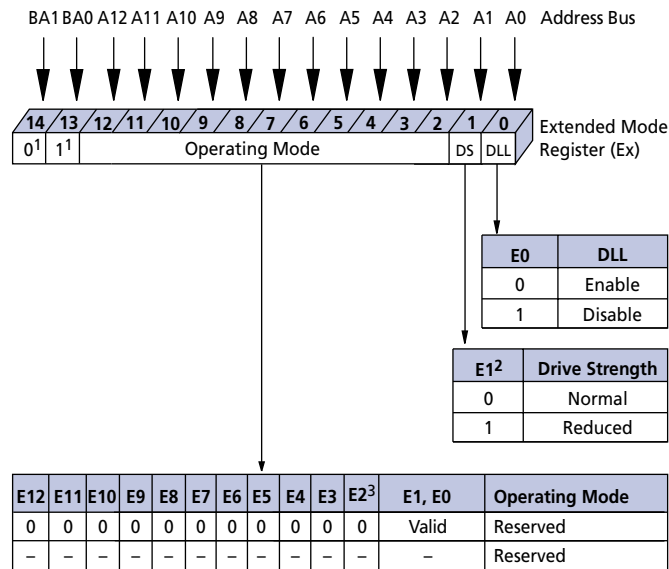 BA1 BA0 A12 A11 A10 A9 A8 A7 A6 A5 A4 A3 A2 A1 A0 Address Bus
14 13 12 11 10 9 8 7 6 5 4 3 2 1 0
Extended Mode
Register (Ex)
0¹ 1¹ Operating Mode DS DLL
E0 DLL
0 Enable
1 Disable
E1² Drive Strength
0 Normal
1 Reduced
E12 E11 E10 E9 E8 E7 E6 E5 E4 E3 E2³ E1, E0 Operating Mode
0 0 0 0 0 0 0 0 0 0 0 Valid Reserved
– – – – – – – – – – – – Reserved